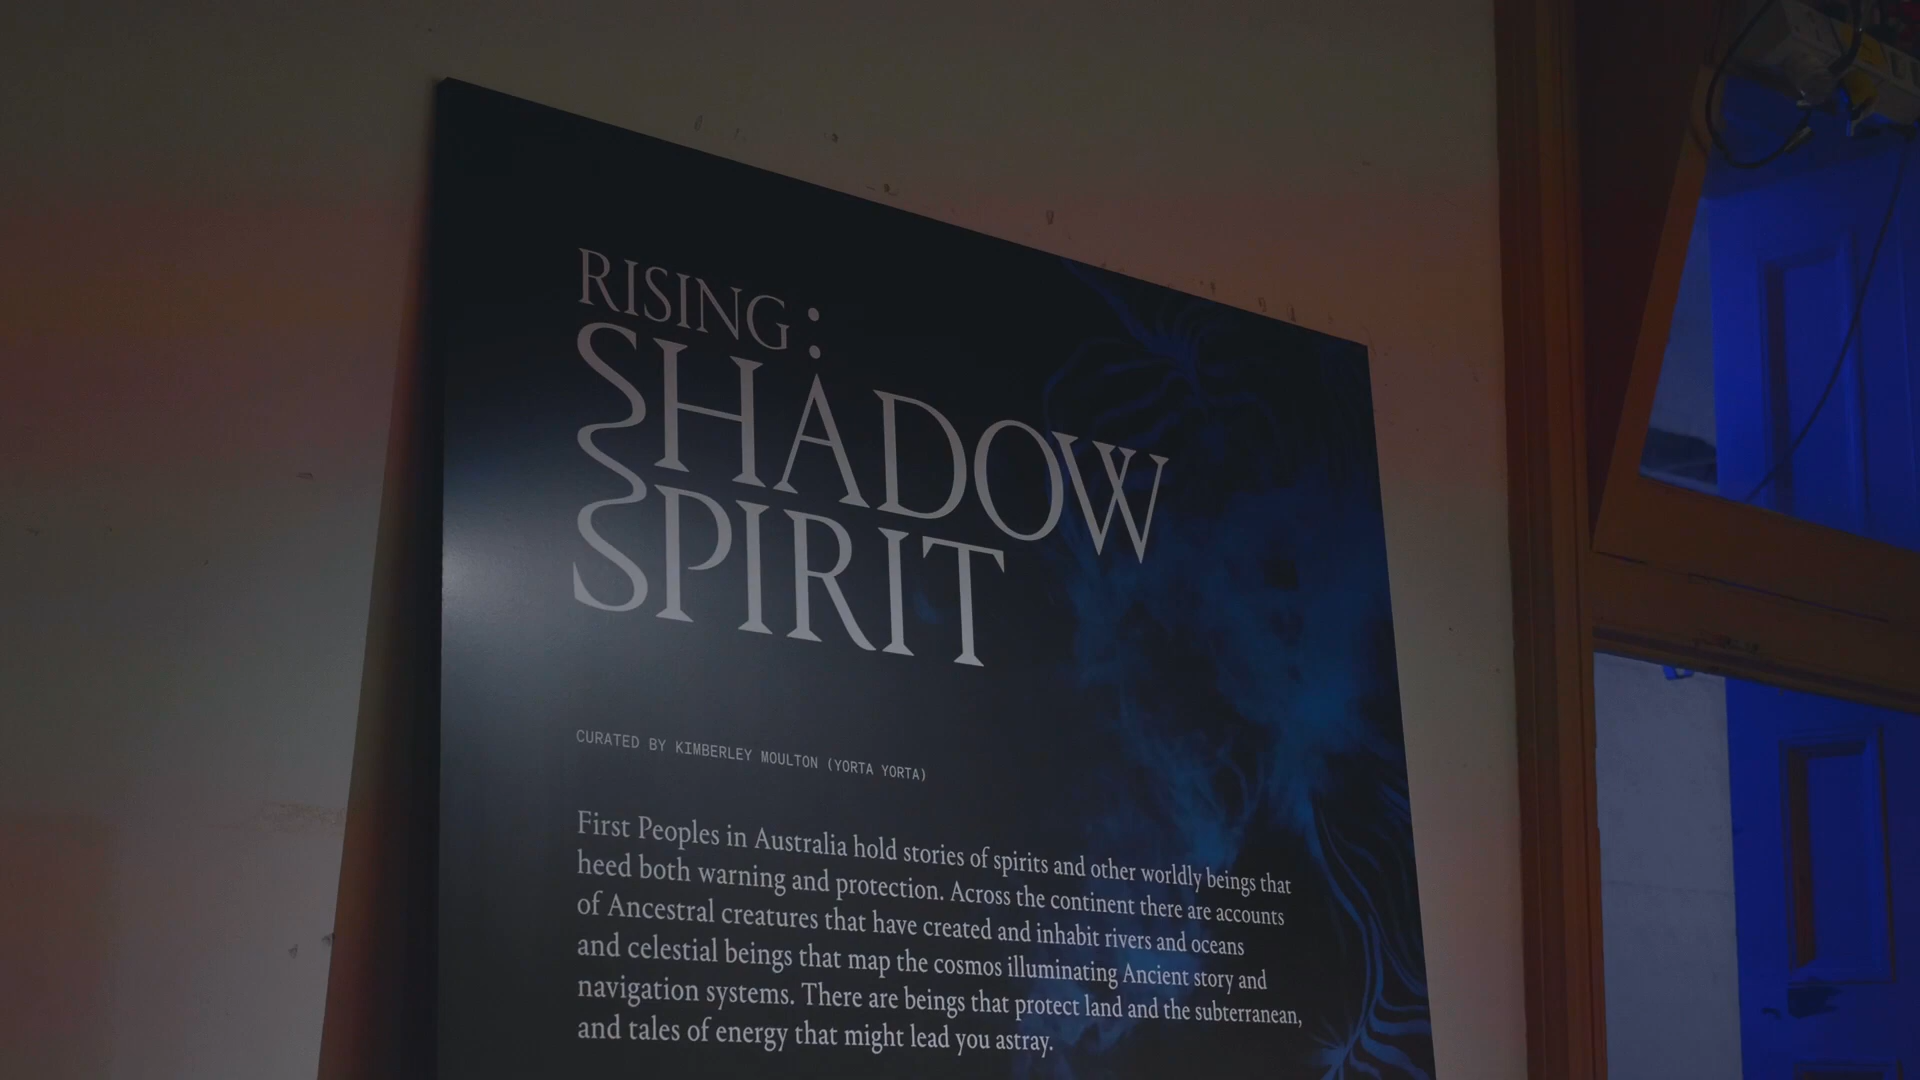 RISING:
SHADOW
SPIRIT
CURATED BY KIMBERLEY MOULTON (YORTA YORTA)
First Peoples in Australia hold stories of spirits and other worldly beings that
heed both warning and protection. Across the continent there are accounts
of Ancestral creatures that have created and inhabit rivers and oceans
and celestial beings that map the cosmos illuminating Ancient story and
navigation systems. There are beings that protect land and the subterranean,
and tales of energy that might lead you astray.